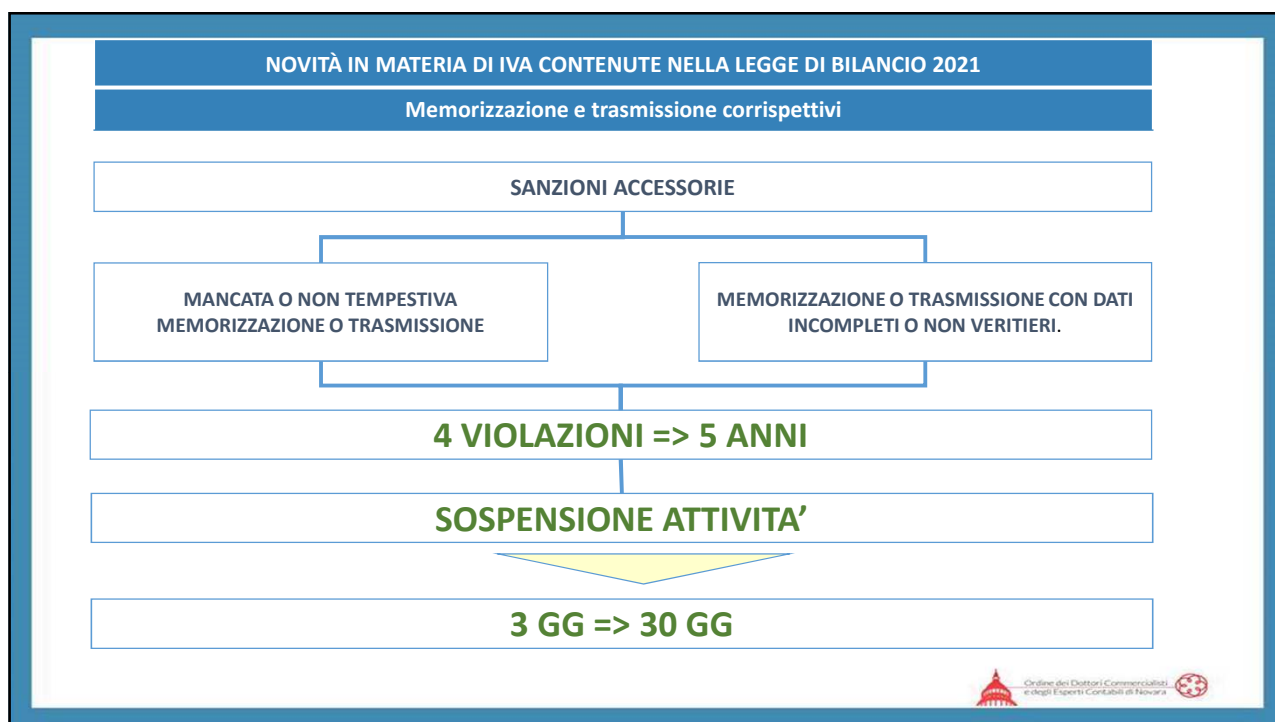 NOVITÀ IN MATERIA DI IVA CONTENUTE NELLA LEGGE DI BILANCIO 2021
Memorizzazione e trasmissione corrispettivi
SANZIONI ACCESSORIE
MANCATA O NON TEMPESTIVA
MEMORIZZAZIONE O TRASMISSIONE
MEMORIZZAZIONE O TRASMISSIONE CON DATI
INCOMPLETI O NON VERITIERI.
4 VIOLAZIONI => 5 ANNI
SOSPENSIONE ATTIVITA’
3 GG => 30 GG
Ordine dei Dottori Commercialisti
e degli Esperti Contabili di Novara